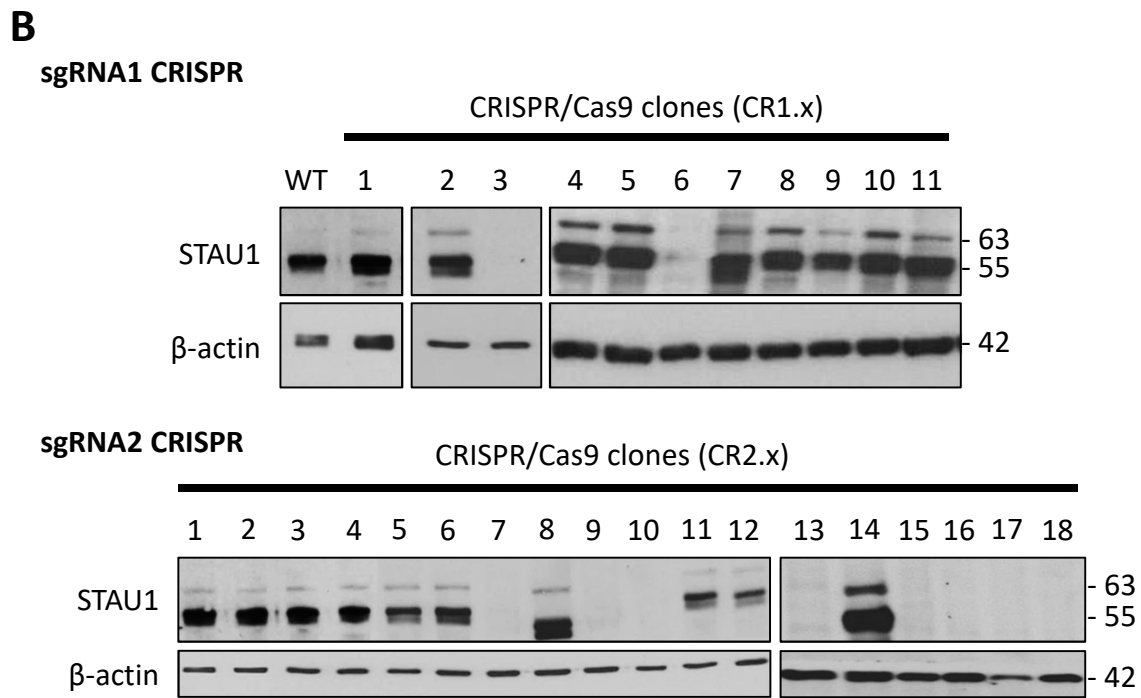 B
sgRNA1 CRISPR
CRISPR/Cas9 clones (CR1.x)
WT 1 2 3 4 5 6 7 8 9 10 11
STAU1
- 63
- 55
β-actin
- 42
sgRNA2 CRISPR
CRISPR/Cas9 clones (CR2.x)
1 2 3 4 5 6 7 8 9 10 11 12 13 14 15 16 17 18
STAU1
- 63
- 55
β-actin
- 42